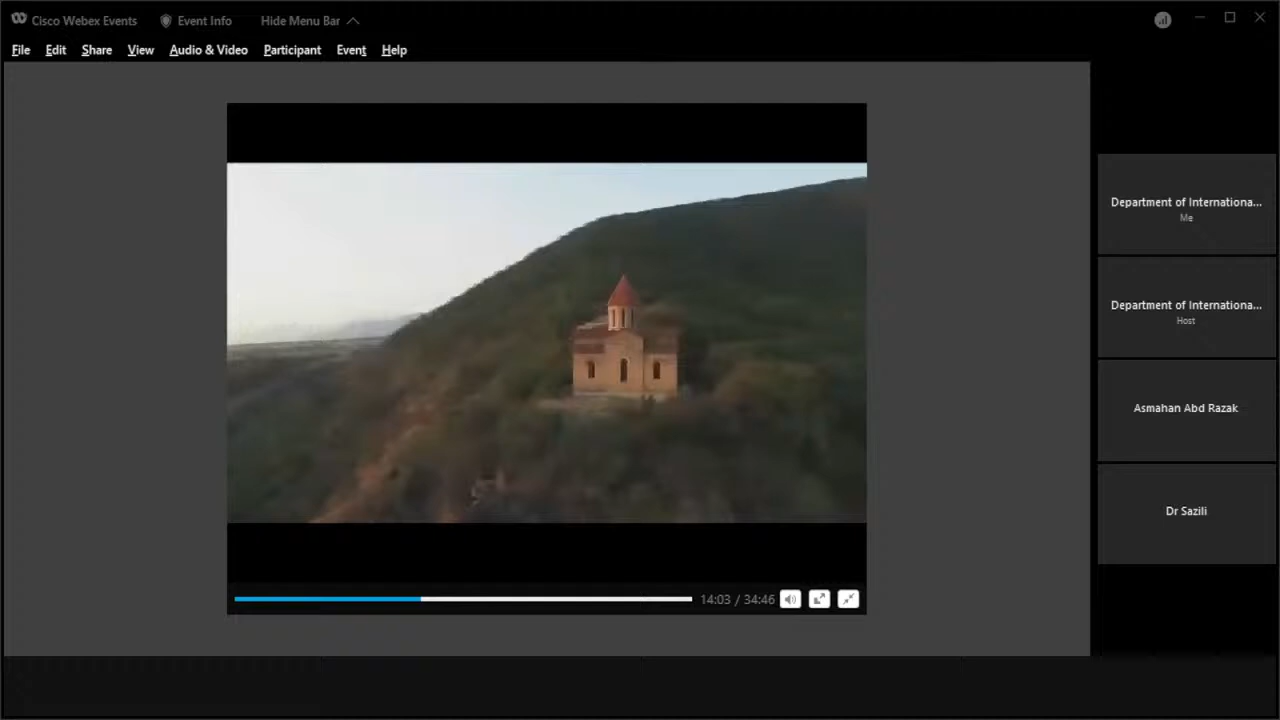 Cisco Webex Events Event Info Hide Menu Bar
File Edit Share View Audio & Video Participant Event Help
Department of Internationa...
Me
Department of Internationa...
Host
Asmahan Abd Razak
Dr Sazili
14:03 / 34:46